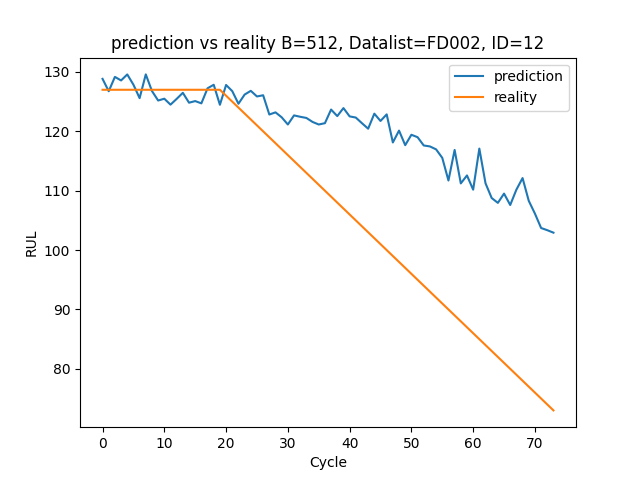 prediction vs reality B=512, Datalist=FD002, ID=12
prediction
reality
130
120
110
100
90
80
RUL
0 10 20 30 40 50 60 70
Cycle